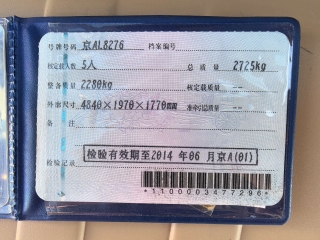 号牌号码 京AL8276 档案编号
核定载人数 5人 总质量 2725kg
整备质量 2280kg 核定载质量 --
外廓尺寸 4840×1970×1770mm 准牵引总质量 --
备注
检验记录 检验有效期至2014年06月京A(01)
*1100003477296*